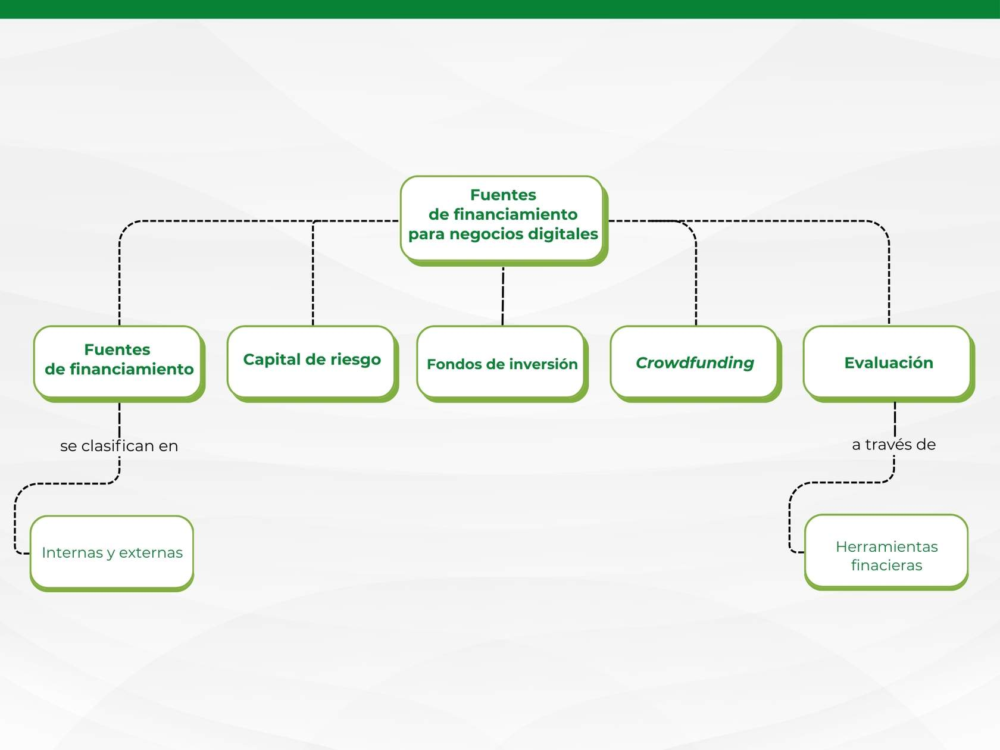 Fuentes
de financiamiento
para negocios digitales
Fuentes
de financiamiento
Capital de riesgo
Fondos de inversión
Crowdfunding
Evaluación
se clasifican en
a través de
Internas y externas
Herramientas
finacieras